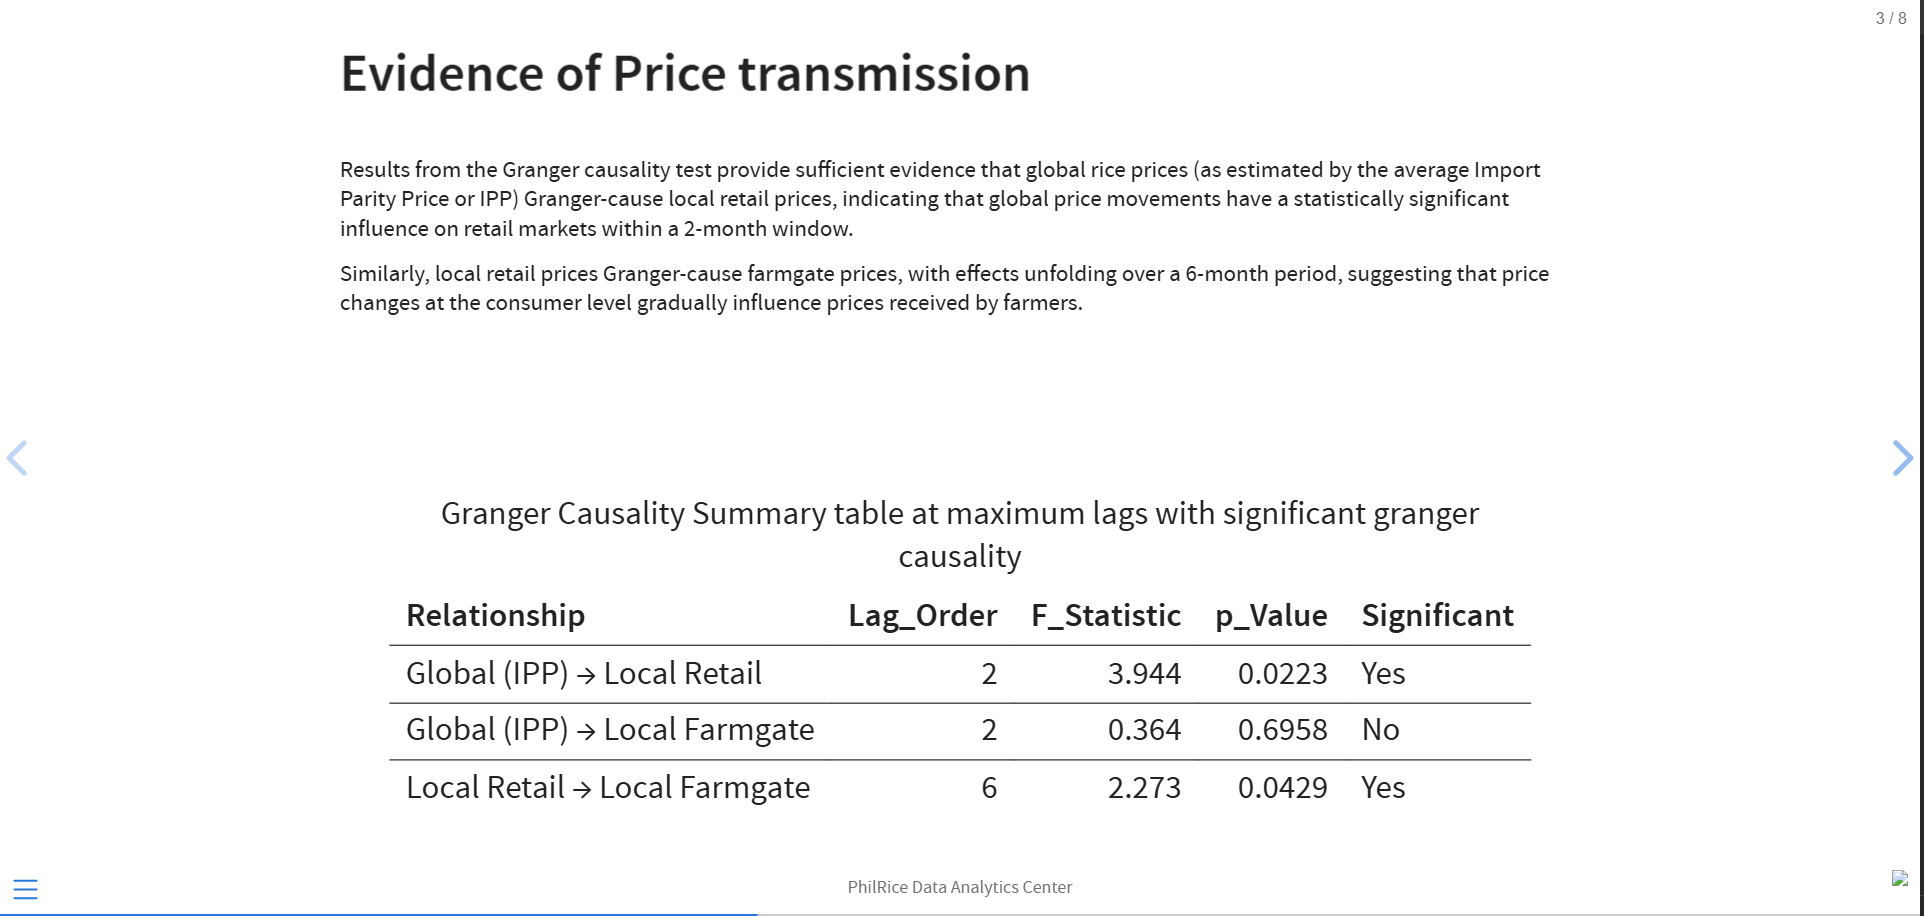 3 / 8
Evidence of Price transmission
Results from the Granger causality test provide sufficient evidence that global rice prices (as estimated by the average Import
Parity Price or IPP) Granger-cause local retail prices, indicating that global price movements have a statistically significant
influence on retail markets within a 2-month window.
Similarly, local retail prices Granger-cause farmgate prices, with effects unfolding over a 6-month period, suggesting that price
changes at the consumer level gradually influence prices received by farmers.
Granger Causality Summary table at maximum lags with significant granger
causality
Relationship Lag_Order F_Statistic p_Value Significant
Global (IPP) → Local Retail 2 3.944 0.0223 Yes
Global (IPP) → Local Farmgate 2 0.364 0.6958 No
Local Retail → Local Farmgate 6 2.273 0.0429 Yes
PhilRice Data Analytics Center